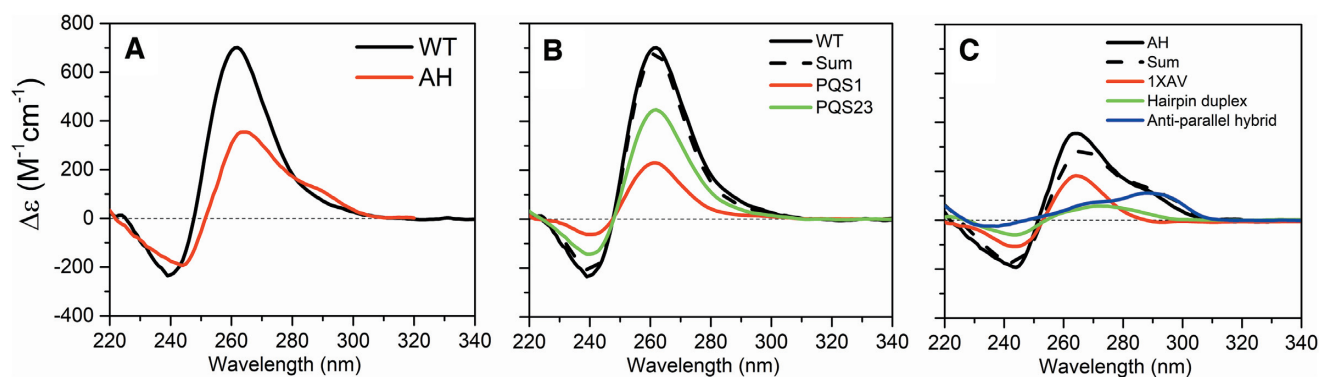 A
WT
AH
800
600
400
200
0
-200
-400
Δε (M⁻¹cm⁻¹)
220 240 260 280 300 320 340
Wavelength (nm)
B
WT
Sum
PQS1
PQS23
220 240 260 280 300 320 340
Wavelength (nm)
C
AH
Sum
1XAV
Hairpin duplex
Anti-parallel hybrid
220 240 260 280 300 320 340
Wavelength (nm)